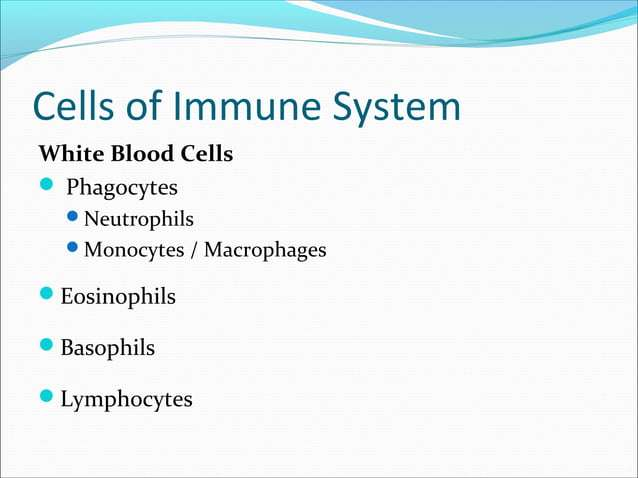 Cells of Immune System
White Blood Cells
Phagocytes
Neutrophils
Monocytes / Macrophages
Eosinophils
Basophils
Lymphocytes